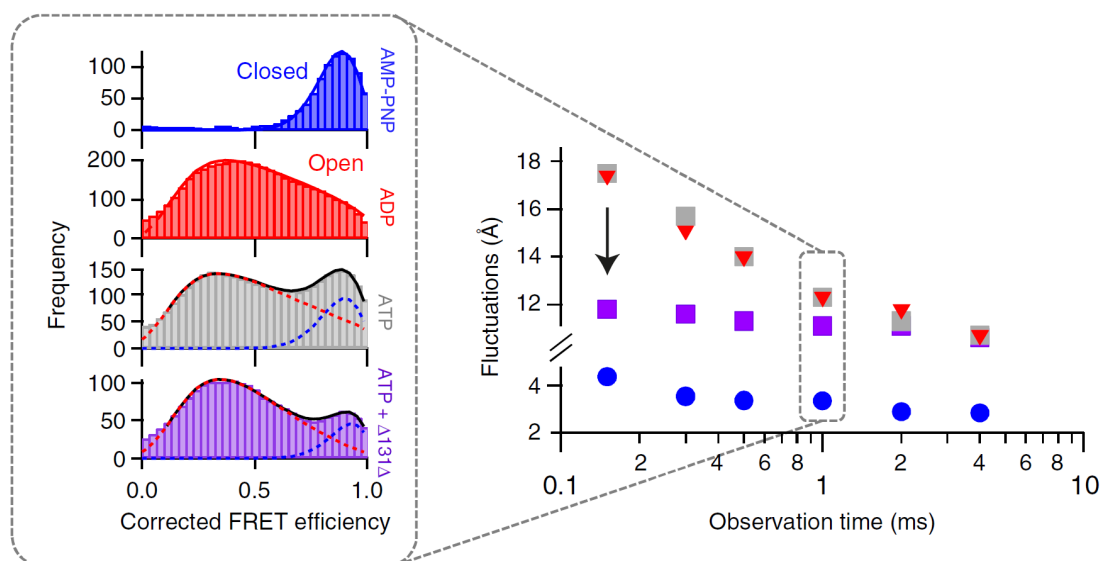 Frequency
100
50
0
Closed
AMP-PNP
200
100
0
Open
ADP
150
100
50
0
ATP
100
50
0
ATP + Δ131Δ
0.0 0.5 1.0
Corrected FRET efficiency
Fluctuations (Å)
18
16
14
12
4
2
0.1 2 4 6 8 1 2 4 6 8 10
Observation time (ms)